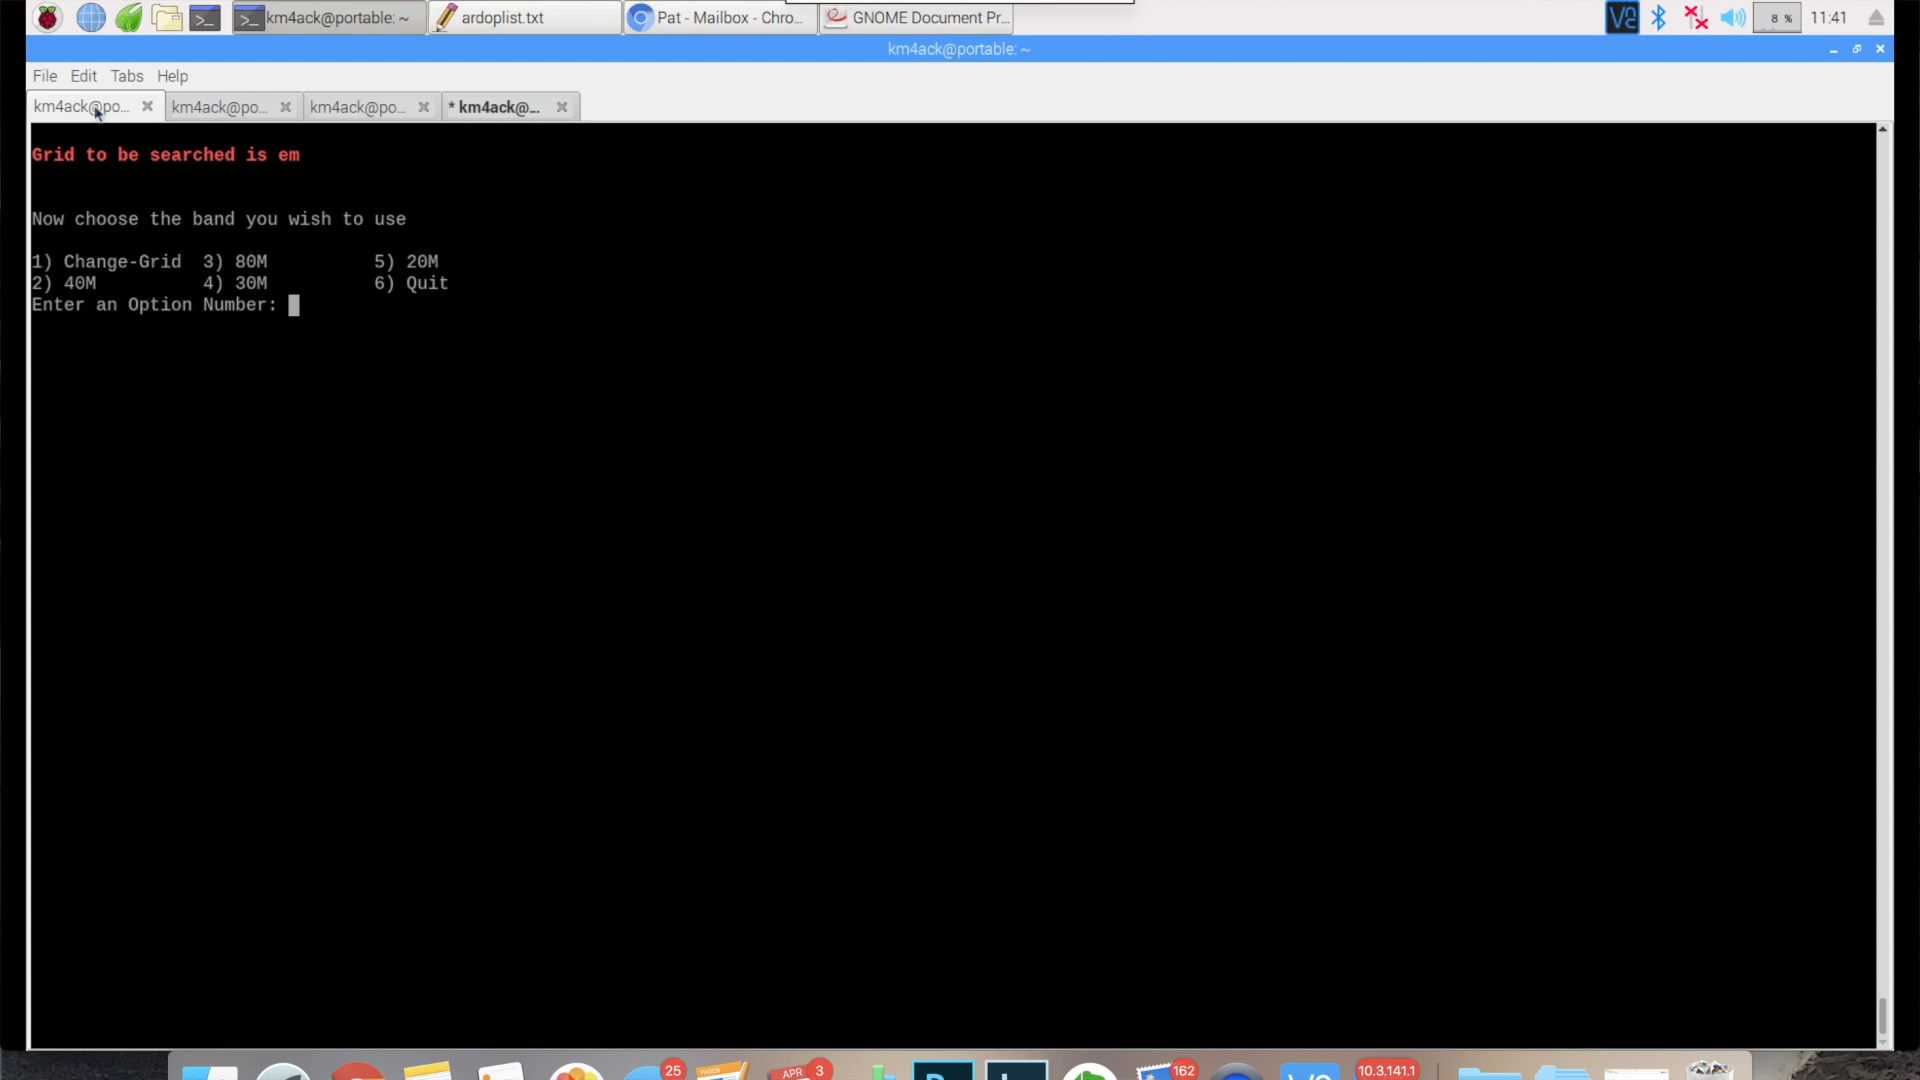 km4ack@portable: ~ ardoplist.txt Pat - Mailbox - Chro... GNOME Document Pr... 8 % 11:41
km4ack@portable: ~
File Edit Tabs Help
km4ack@po... km4ack@po... km4ack@po... * km4ack@...
Grid to be searched is em
Now choose the band you wish to use
1) Change-Grid 3) 80M 5) 20M
2) 40M 4) 30M 6) Quit
Enter an Option Number:
25 PAGES APR 3 162 10.3.141.1